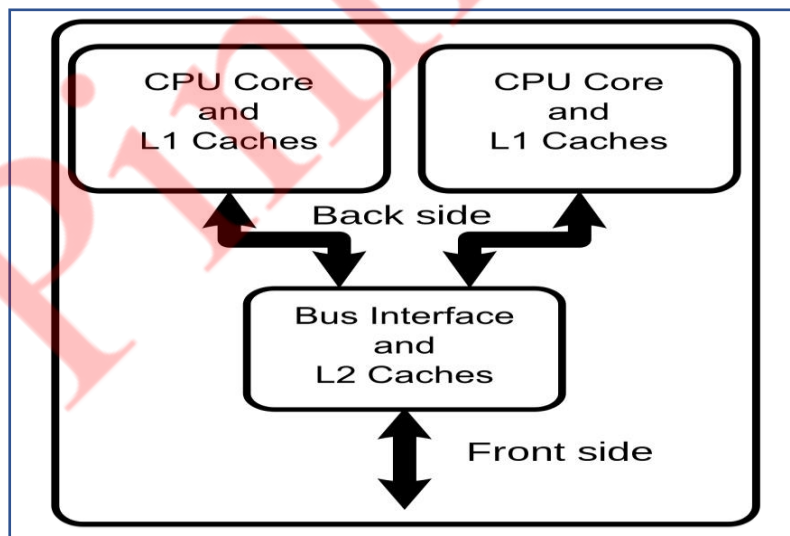 CPU Core
and
L1 Caches
CPU Core
and
L1 Caches
Back side
Bus Interface
and
L2 Caches
Front side